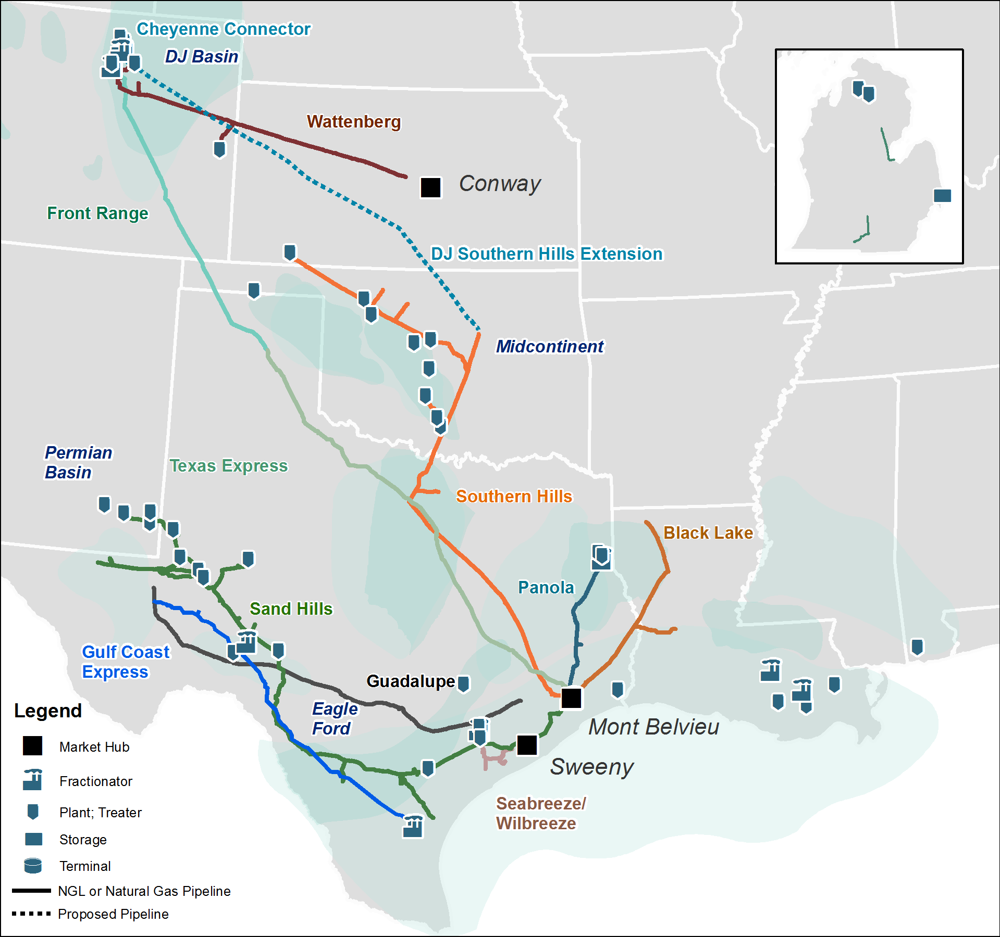 Cheyenne Connector
DJ Basin
Wattenberg
Conway
Front Range
DJ Southern Hills Extension
Midcontinent
Permian
Basin
Texas Express
Southern Hills
Black Lake
Panola
Sand Hills
Gulf Coast
Express
Guadalupe
Eagle
Ford
Mont Belvieu
Sweeny
Seabreeze/
Wilbreeze
Legend
Market Hub
Fractionator
Plant; Treater
Storage
Terminal
NGL or Natural Gas Pipeline
Proposed Pipeline